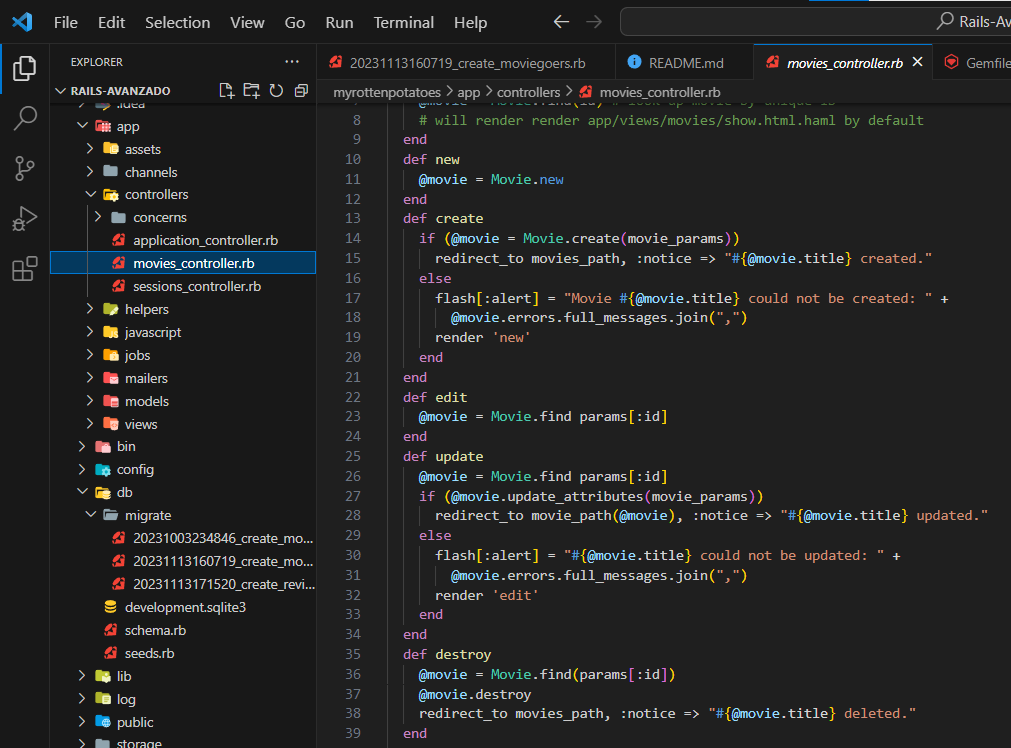 File Edit Selection View Go Run Terminal Help Rails-Av
EXPLORER ...
20231113160719_create_moviegoers.rb README.md movies_controller.rb Gemfile
RAILS-AVANZADO
myrottenpotatoes > app > controllers > movies_controller.rb
.idea
app
assets
channels
controllers
concerns
application_controller.rb
movies_controller.rb
sessions_controller.rb
helpers
javascript
jobs
mailers
models
views
bin
config
db
migrate
20231003234846_create_mo...
20231113160719_create_mo...
20231113171520_create_revi...
development.sqlite3
schema.rb
seeds.rb
lib
log
public
storage
@movie = Movie.find(id) # look up movie by unique ID
8 # will render render app/views/movies/show.html.haml by default
9 end
10 def new
11 @movie = Movie.new
12 end
13 def create
14 if (@movie = Movie.create(movie_params))
15 redirect_to movies_path, :notice => "#{@movie.title} created."
16 else
17 flash[:alert] = "Movie #{@movie.title} could not be created: " +
18 @movie.errors.full_messages.join(",")
19 render 'new'
20 end
21 end
22 def edit
23 @movie = Movie.find params[:id]
24 end
25 def update
26 @movie = Movie.find params[:id]
27 if (@movie.update_attributes(movie_params))
28 redirect_to movie_path(@movie), :notice => "#{@movie.title} updated."
29 else
30 flash[:alert] = "#{@movie.title} could not be updated: " +
31 @movie.errors.full_messages.join(",")
32 render 'edit'
33 end
34 end
35 def destroy
36 @movie = Movie.find(params[:id])
37 @movie.destroy
38 redirect_to movies_path, :notice => "#{@movie.title} deleted."
39 end